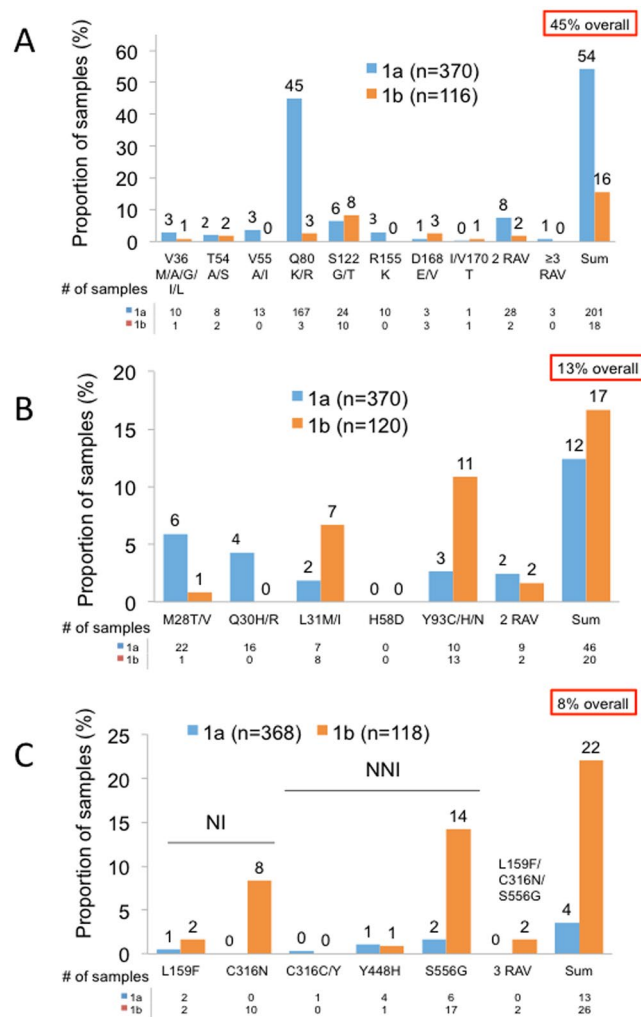 A
45% overall
Proportion of samples (%)
60
50
40
30
20
10
0
1a (n=370)
1b (n=116)
3 1 2 2 3 0 45 3 6 8 3 0 1 3 0 1 8 2 1 0 54 16
V36 T54 V55 Q80 S122 R155 D168 I/V170 2 RAV ≥3 Sum
M/A/G/ A/S A/I K/R G/T K E/V T RAV
I/L
# of samples
1a 10 8 13 167 24 10 3 1 28 3 201
1b 1 2 0 3 10 0 3 1 2 0 18
B
13% overall
Proportion of samples (%)
20
15
10
5
0
1a (n=370)
1b (n=120)
6 1 4 0 2 7 0 0 3 11 2 2 12 17
M28T/V Q30H/R L31M/I H58D Y93C/H/N 2 RAV Sum
# of samples
1a 22 16 7 0 10 9 46
1b 1 0 8 0 13 2 20
C
8% overall
Proportion of samples (%)
25
20
15
10
5
0
1a (n=368) 1b (n=118)
NI
NNI
L159F/
C316N/
S556G
1 2 0 8 0 0 1 1 2 14 0 2 4 22
L159F C316N C316C/Y Y448H S556G 3 RAV Sum
# of samples
1a 2 0 1 4 6 0 13
1b 2 10 0 1 17 2 26